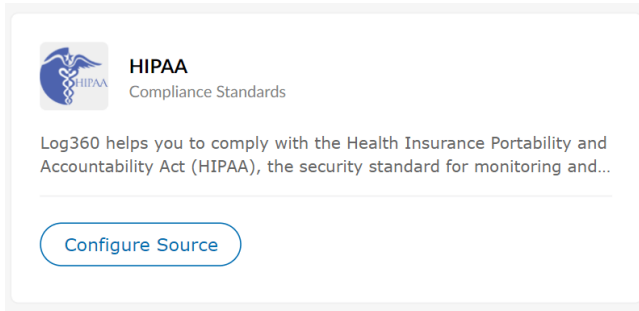 HIPAA
HIPAA
Compliance Standards
Log360 helps you to comply with the Health Insurance Portability and
Accountability Act (HIPAA), the security standard for monitoring and...
Configure Source